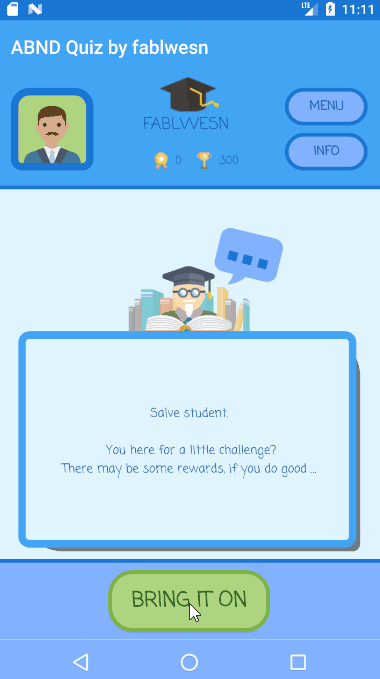 LTE
11:11
ABND Quiz by fablwesn
FABLWESN
0 300
MENU
INFO
Salve student.
You here for a little challenge?
There may be some rewards, if you do good ...
BRING IT ON